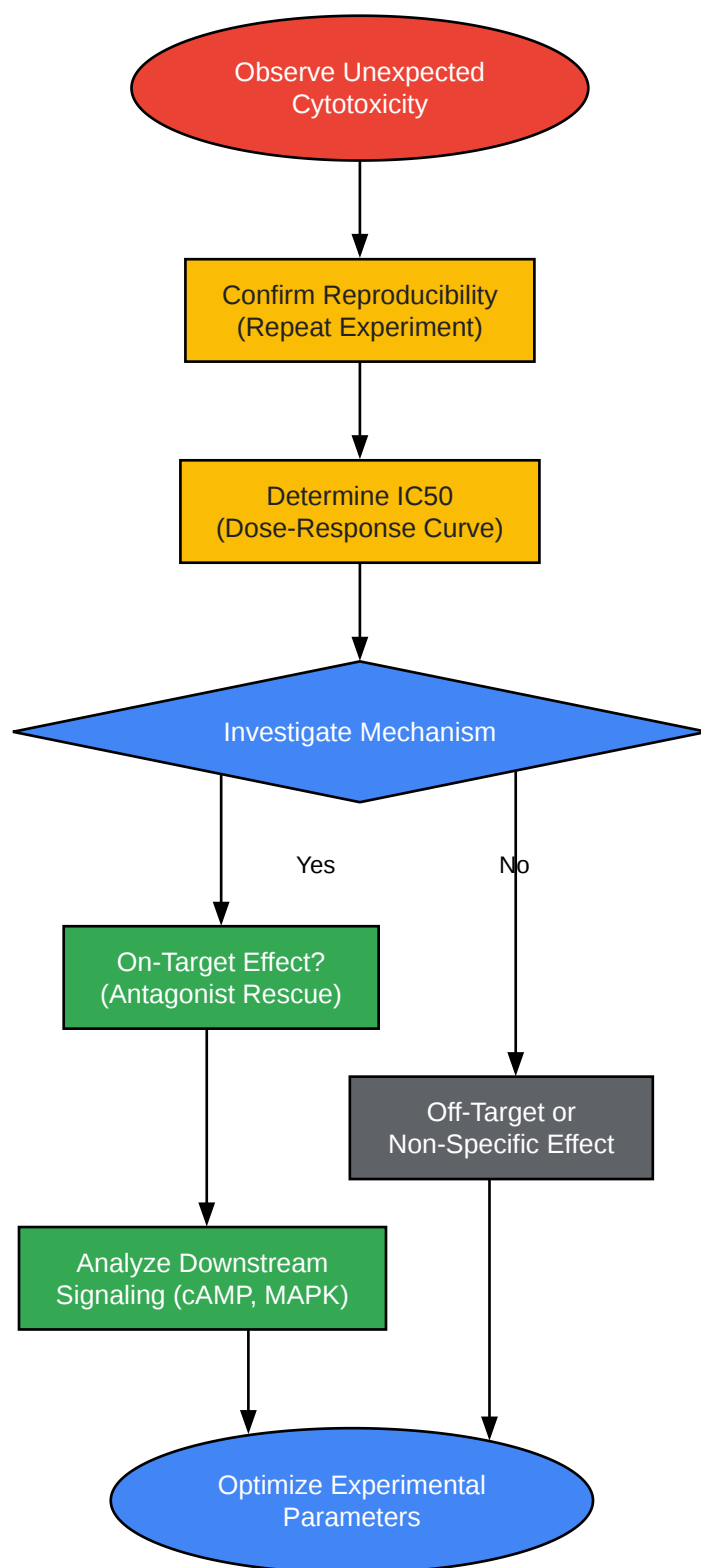 Observe Unexpected
Cytotoxicity
Confirm Reproducibility
(Repeat Experiment)
Determine IC50
(Dose-Response Curve)
Investigate Mechanism
Yes
No
On-Target Effect?
(Antagonist Rescue)
Off-Target or
Non-Specific Effect
Analyze Downstream
Signaling (cAMP, MAPK)
Optimize Experimental
Parameters